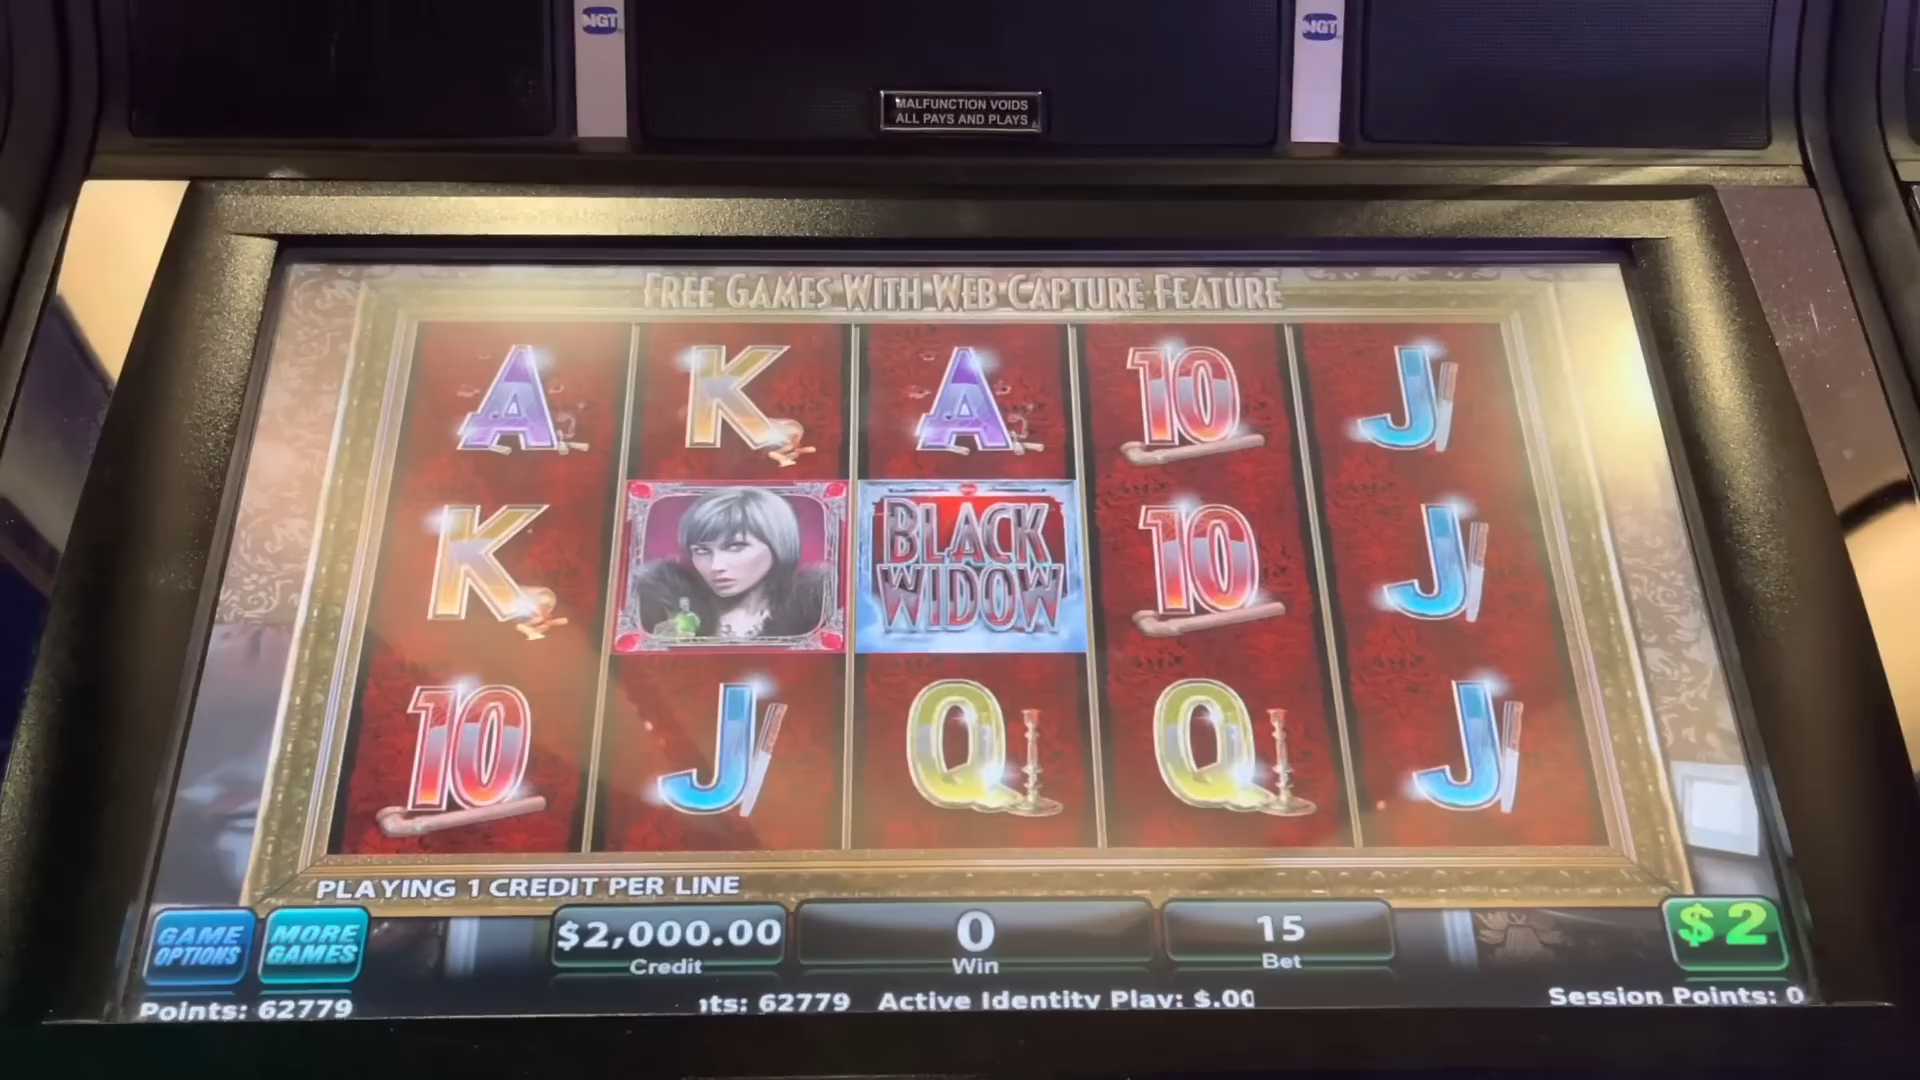 IGT
IGT
MALFUNCTION VOIDS
ALL PAYS AND PLAYS
FREE GAMES WITH WEB CAPTURE FEATURE
A K A 10 J
K BLACK WIDOW 10 J
10 J Q Q J
PLAYING 1 CREDIT PER LINE
GAME OPTIONS
MORE GAMES
$2,000.00
Credit
0
Win
15
Bet
$2
Points: 62779
nts: 62779 Active Identity Play: $.00
Session Points: 0